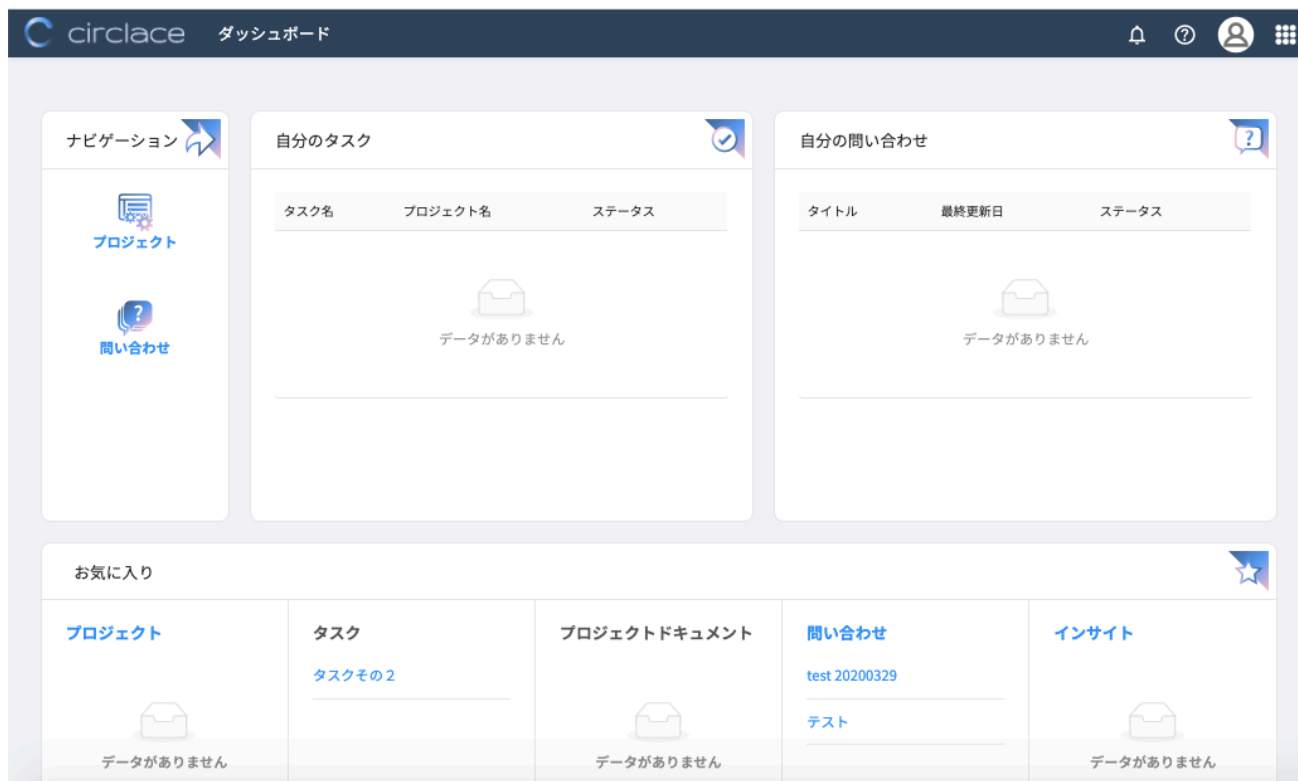 circlace ダッシュボード
ナビゲーション
プロジェクト
問い合わせ
自分のタスク
タスク名 プロジェクト名 ステータス
データがありません
自分の問い合わせ
タイトル 最終更新日 ステータス
データがありません
お気に入り
プロジェクト
データがありません
タスク
タスクその２
プロジェクトドキュメント
データがありません
問い合わせ
test 20200329
テスト
インサイト
データがありません